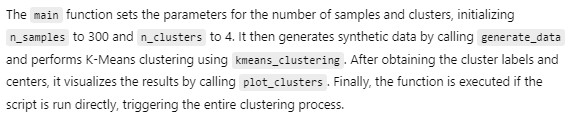 The main function sets the parameters for the number of samples and clusters, initializing
n_samples to 300 and n_clusters to 4. It then generates synthetic data by calling generate_data
and performs K-Means clustering using kmeans_clustering. After obtaining the cluster labels and
centers, it visualizes the results by calling plot_clusters. Finally, the function is executed if the
script is run directly, triggering the entire clustering process.